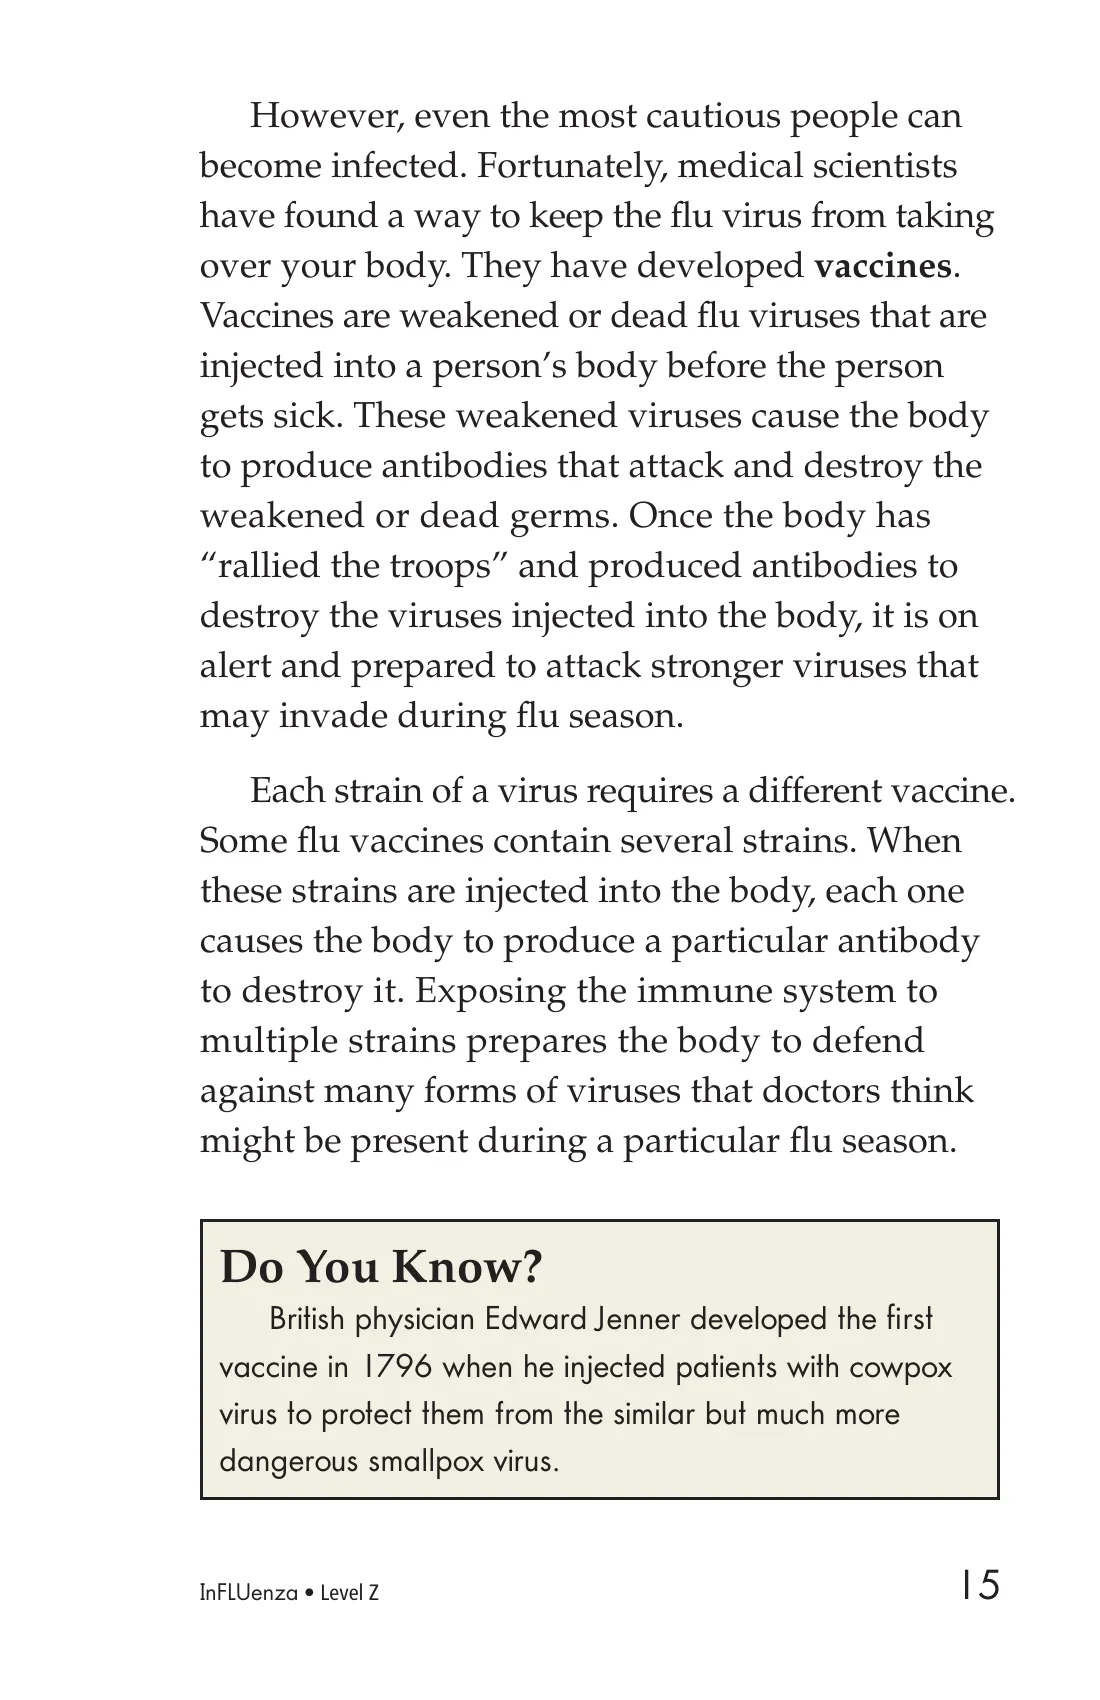 However, even the most cautious people can
become infected. Fortunately, medical scientists
have found a way to keep the flu virus from taking
over your body. They have developed vaccines.
Vaccines are weakened or dead flu viruses that are
injected into a person’s body before the person
gets sick. These weakened viruses cause the body
to produce antibodies that attack and destroy the
weakened or dead germs. Once the body has
“rallied the troops” and produced antibodies to
destroy the viruses injected into the body, it is on
alert and prepared to attack stronger viruses that
may invade during flu season.
Each strain of a virus requires a different vaccine.
Some flu vaccines contain several strains. When
these strains are injected into the body, each one
causes the body to produce a particular antibody
to destroy it. Exposing the immune system to
multiple strains prepares the body to defend
against many forms of viruses that doctors think
might be present during a particular flu season.
Do You Know?
British physician Edward Jenner developed the first
vaccine in 1796 when he injected patients with cowpox
virus to protect them from the similar but much more
dangerous smallpox virus.
InFLUenza • Level Z
15